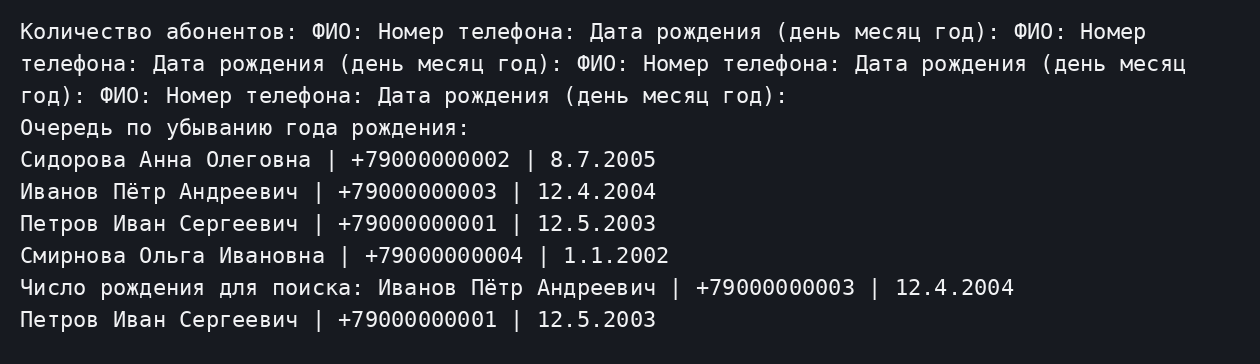 Количество абонентов: ФИО: Номер телефона: Дата рождения (день месяц год): ФИО: Номер
телефона: Дата рождения (день месяц год): ФИО: Номер телефона: Дата рождения (день месяц
год): ФИО: Номер телефона: Дата рождения (день месяц год):
Очередь по убыванию года рождения:
Сидорова Анна Олеговна | +79000000002 | 8.7.2005
Иванов Пётр Андреевич | +79000000003 | 12.4.2004
Петров Иван Сергеевич | +79000000001 | 12.5.2003
Смирнова Ольга Ивановна | +79000000004 | 1.1.2002
Число рождения для поиска: Иванов Пётр Андреевич | +79000000003 | 12.4.2004
Петров Иван Сергеевич | +79000000001 | 12.5.2003